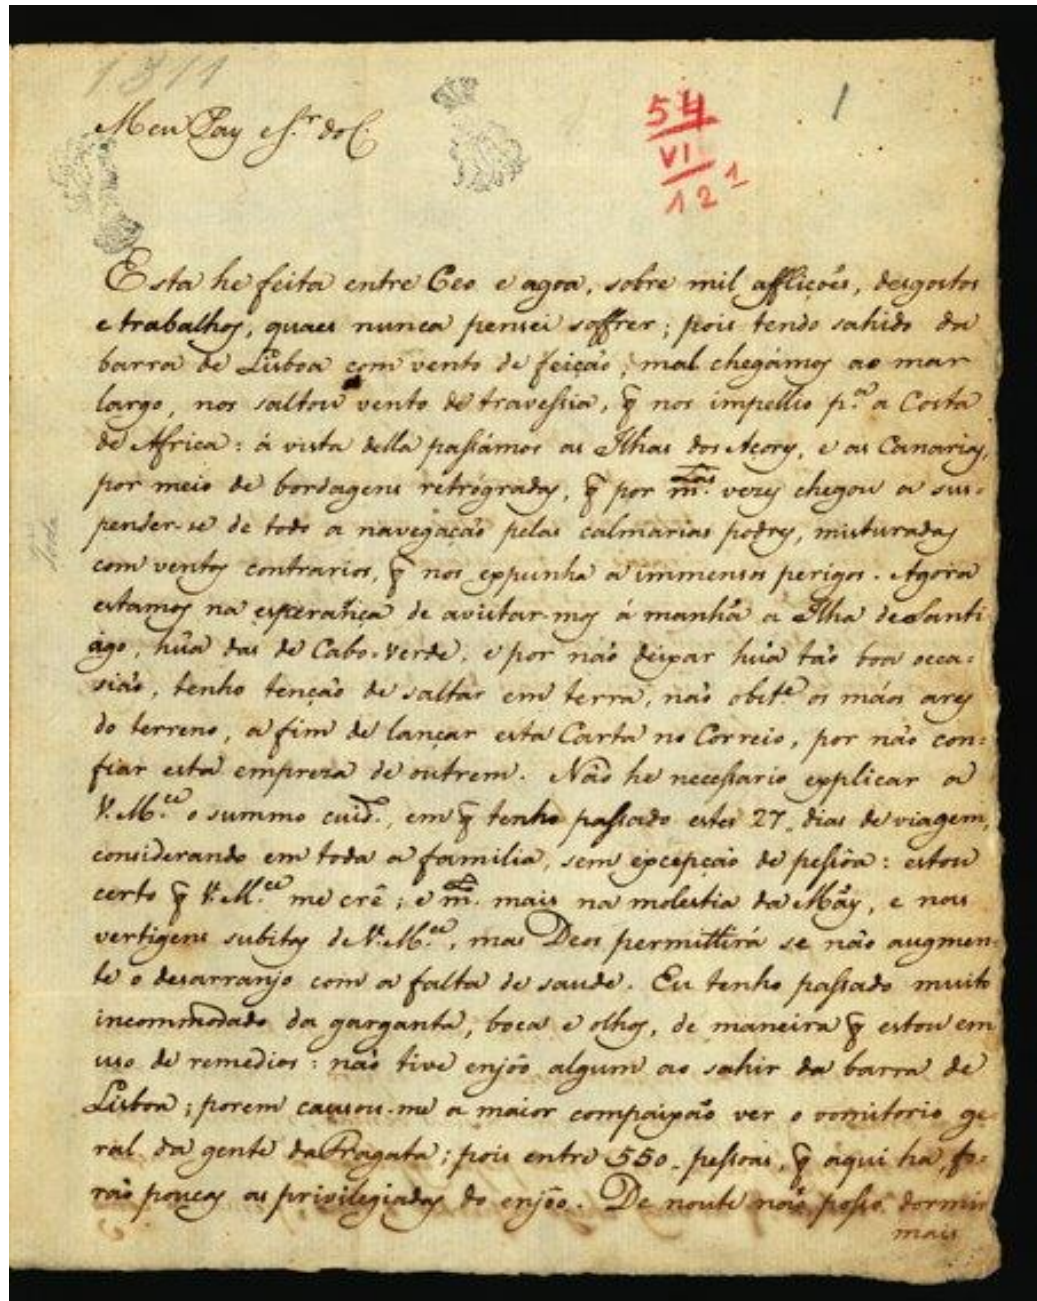 1811
1
54
VI
12 1
Meu Pay e S.r do C.
Esta he feita entre Ceo e agoa, sobre mil afflicoẽs, desgostos
e trabalhos, quaes nunca pensei soffrer; pois tendo sahido da
barra de Lisboa com vento de feição, mal chegámos ao mar
largo, nos saltou vento de travessia, q̃ nos impellio p.a a Costa
de Africa: á vista della passámos as Ilhas dos Açores, e as Canarias,
por meio de bordagens retrógradas, q̃ por m.tas vezes chegou a sus-
pender-se de todo a navegação pelas calmarias podres, misturadas
com ventos contrarios, q̃ nos expunha a immensos perigos. Agora
estamos na esperança de avistar-mos á manhã a Ilha de Santi
ago, hũa das de Cabo-Verde, e por não deixar hũa tão boa occa-
sião, tenho tenção de saltar em terra, não obst.e os máos ares
do terreno, a fim de lançar esta Carta no Correio, por não con-
fiar esta empreza de outrem. Não he necessario explicar a
V. M.ce o summo cuid.o, em q̃ tenho passado estes 27, dias de viagem,
considerando em toda a familia, sem excepção de pessoa: estou
certo q̃ V. M.ce me crê; e m.to mais na molestia da Mãy, e nas
vertigens subitas de V. M.ce, mas Deos permittirá se não augmen-
te o desarranjo com a falta de saude. Eu tenho passado muito
incommodado da garganta, boca e olhos, de maneira q̃ estou em
uso de remedios: não tive enjôo algum ao sahir da barra de
Lisboa; porem causou-me a maior compaixão ver o vomitorio ge-
ral da gente da Fragata; pois entre 550, pessoas, q̃ aqui ha, fo-
rão poucas as privilegiadas do enjôo. De noute não posso dormir
mais